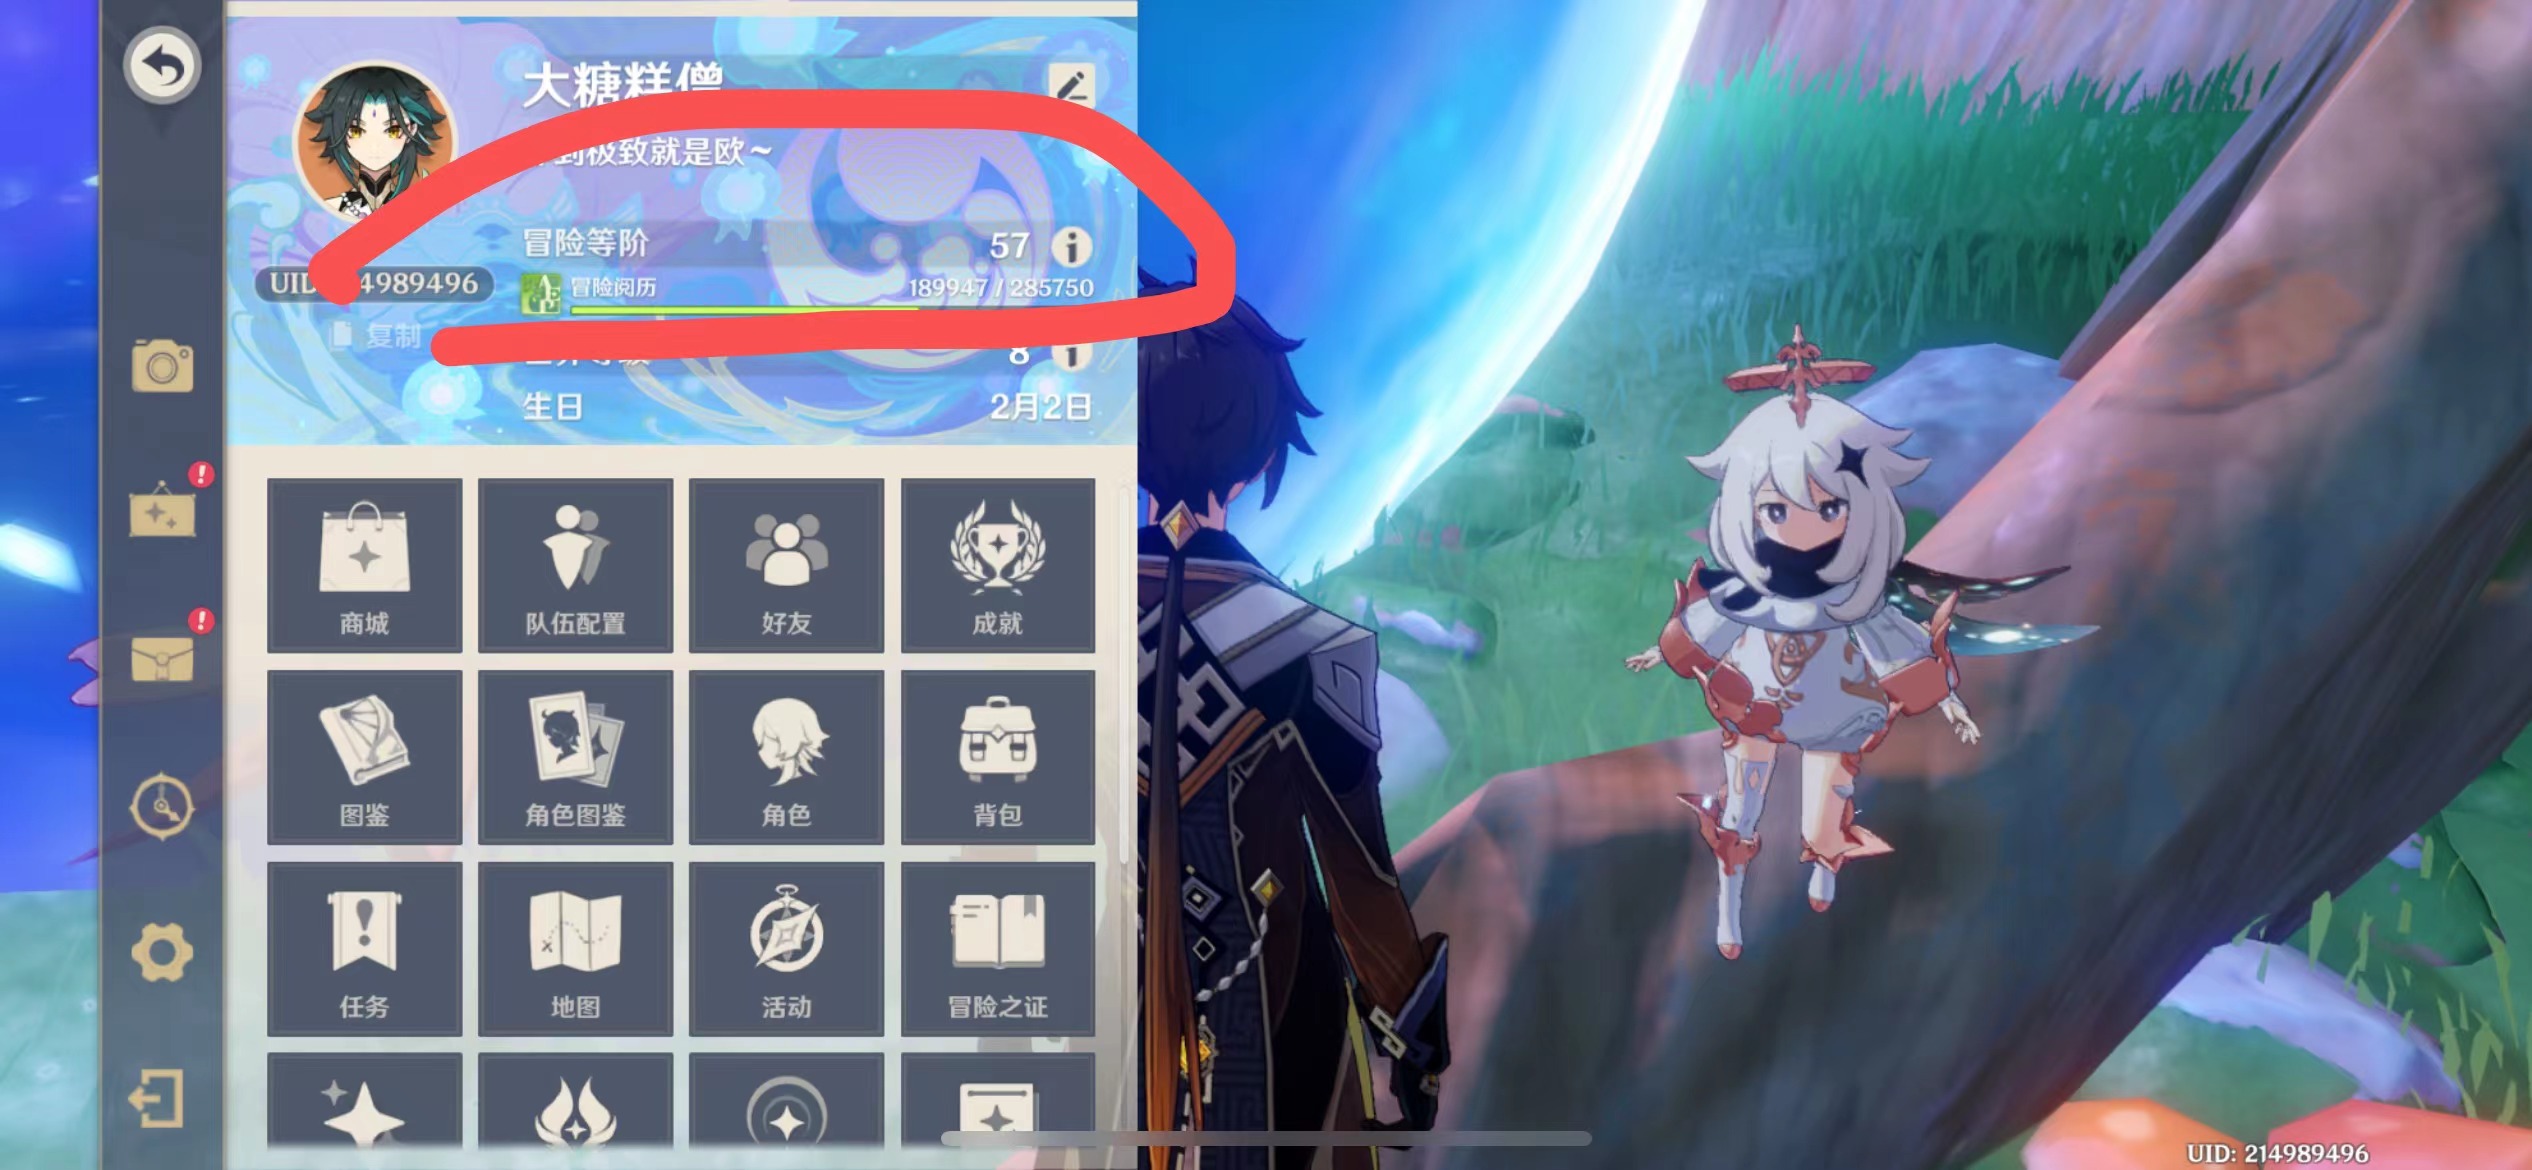 大糖糕僧
到极致就是欧~
冒险等阶 57
UID 4989496
冒险阅历 189947 / 285750
复制
8
生日 2月2日
商城 队伍配置 好友 成就
图鉴 角色图鉴 角色 背包
任务 地图 活动 冒险之证
UID: 214989496